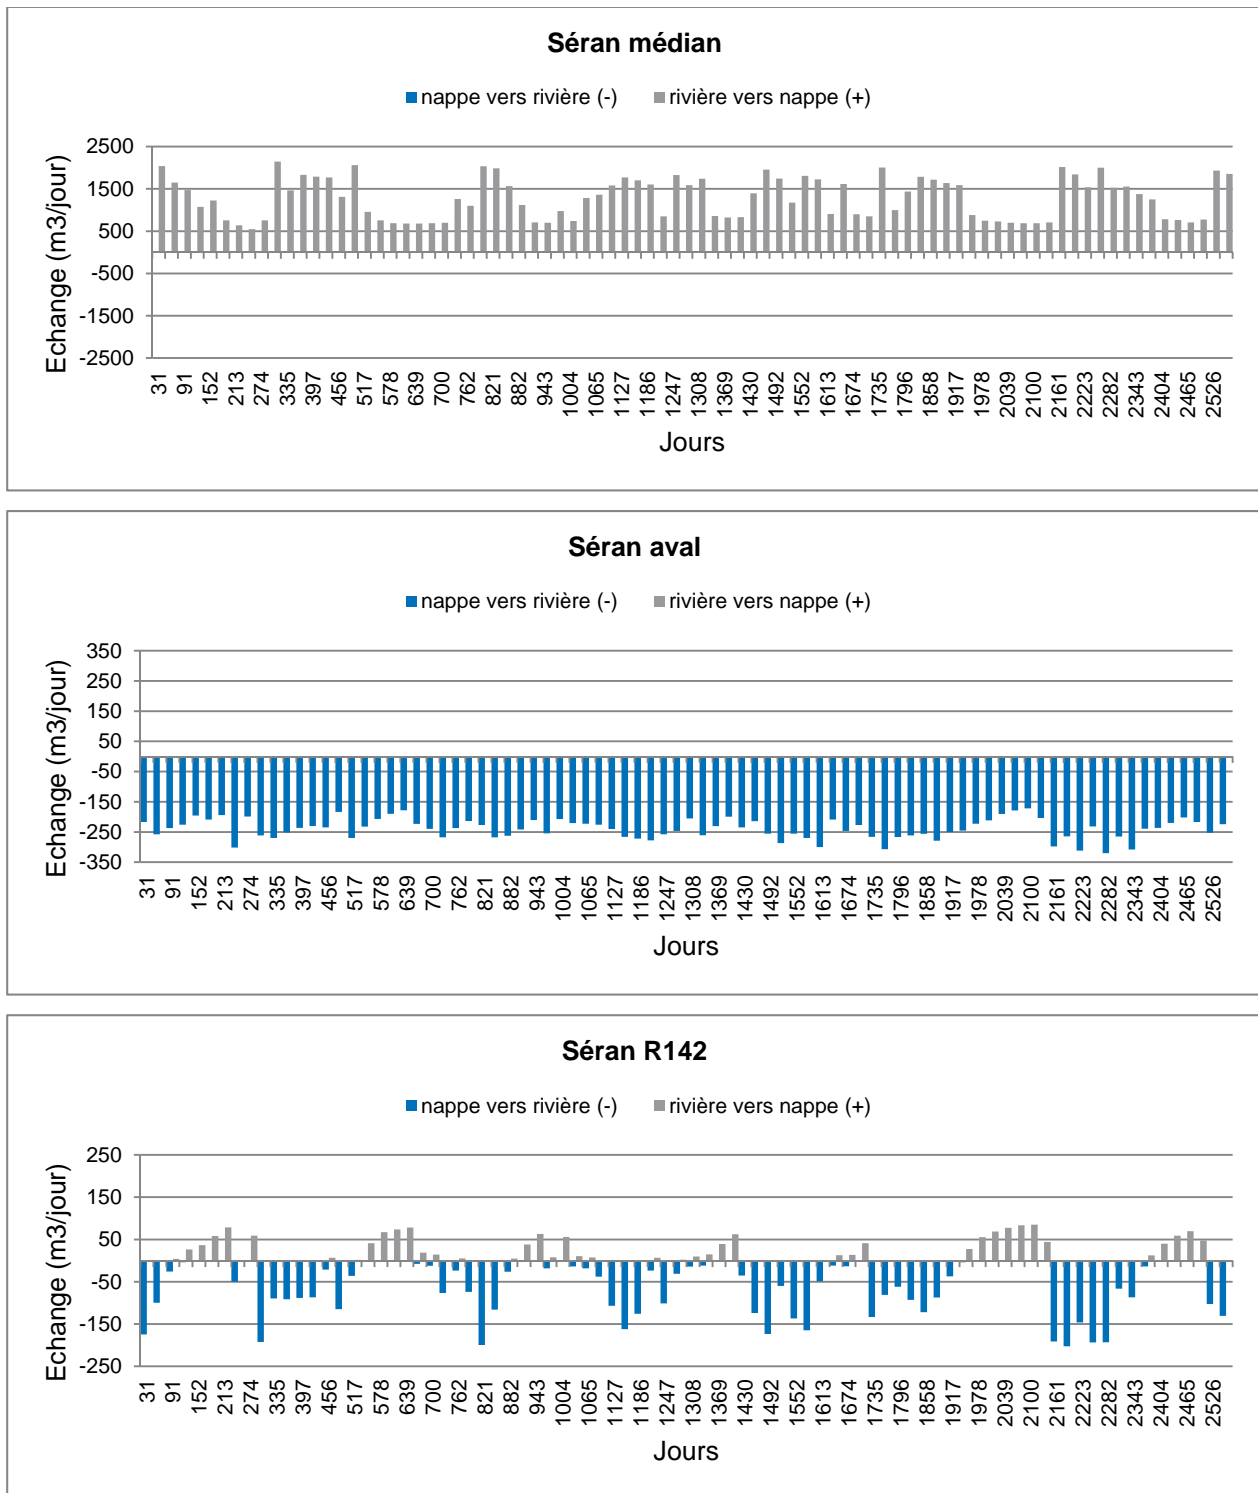 Séran médian
nappe vers rivière (-) rivière vers nappe (+)
Echange (m3/jour)
2500
1500
500
-500
-1500
-2500
31 91 152 213 274 335 397 456 517 578 639 700 762 821 882 943 1004 1065 1127 1186 1247 1308 1369 1430 1492 1552 1613 1674 1735 1796 1858 1917 1978 2039 2100 2161 2223 2282 2343 2404 2465 2526
Jours
Séran aval
nappe vers rivière (-) rivière vers nappe (+)
Echange (m3/jour)
350
250
150
50
-50
-150
-250
-350
31 91 152 213 274 335 397 456 517 578 639 700 762 821 882 943 1004 1065 1127 1186 1247 1308 1369 1430 1492 1552 1613 1674 1735 1796 1858 1917 1978 2039 2100 2161 2223 2282 2343 2404 2465 2526
Jours
Séran R142
nappe vers rivière (-) rivière vers nappe (+)
Echange (m3/jour)
250
150
50
-50
-150
-250
31 91 152 213 274 335 397 456 517 578 639 700 762 821 882 943 1004 1065 1127 1186 1247 1308 1369 1430 1492 1552 1613 1674 1735 1796 1858 1917 1978 2039 2100 2161 2223 2282 2343 2404 2465 2526
Jours